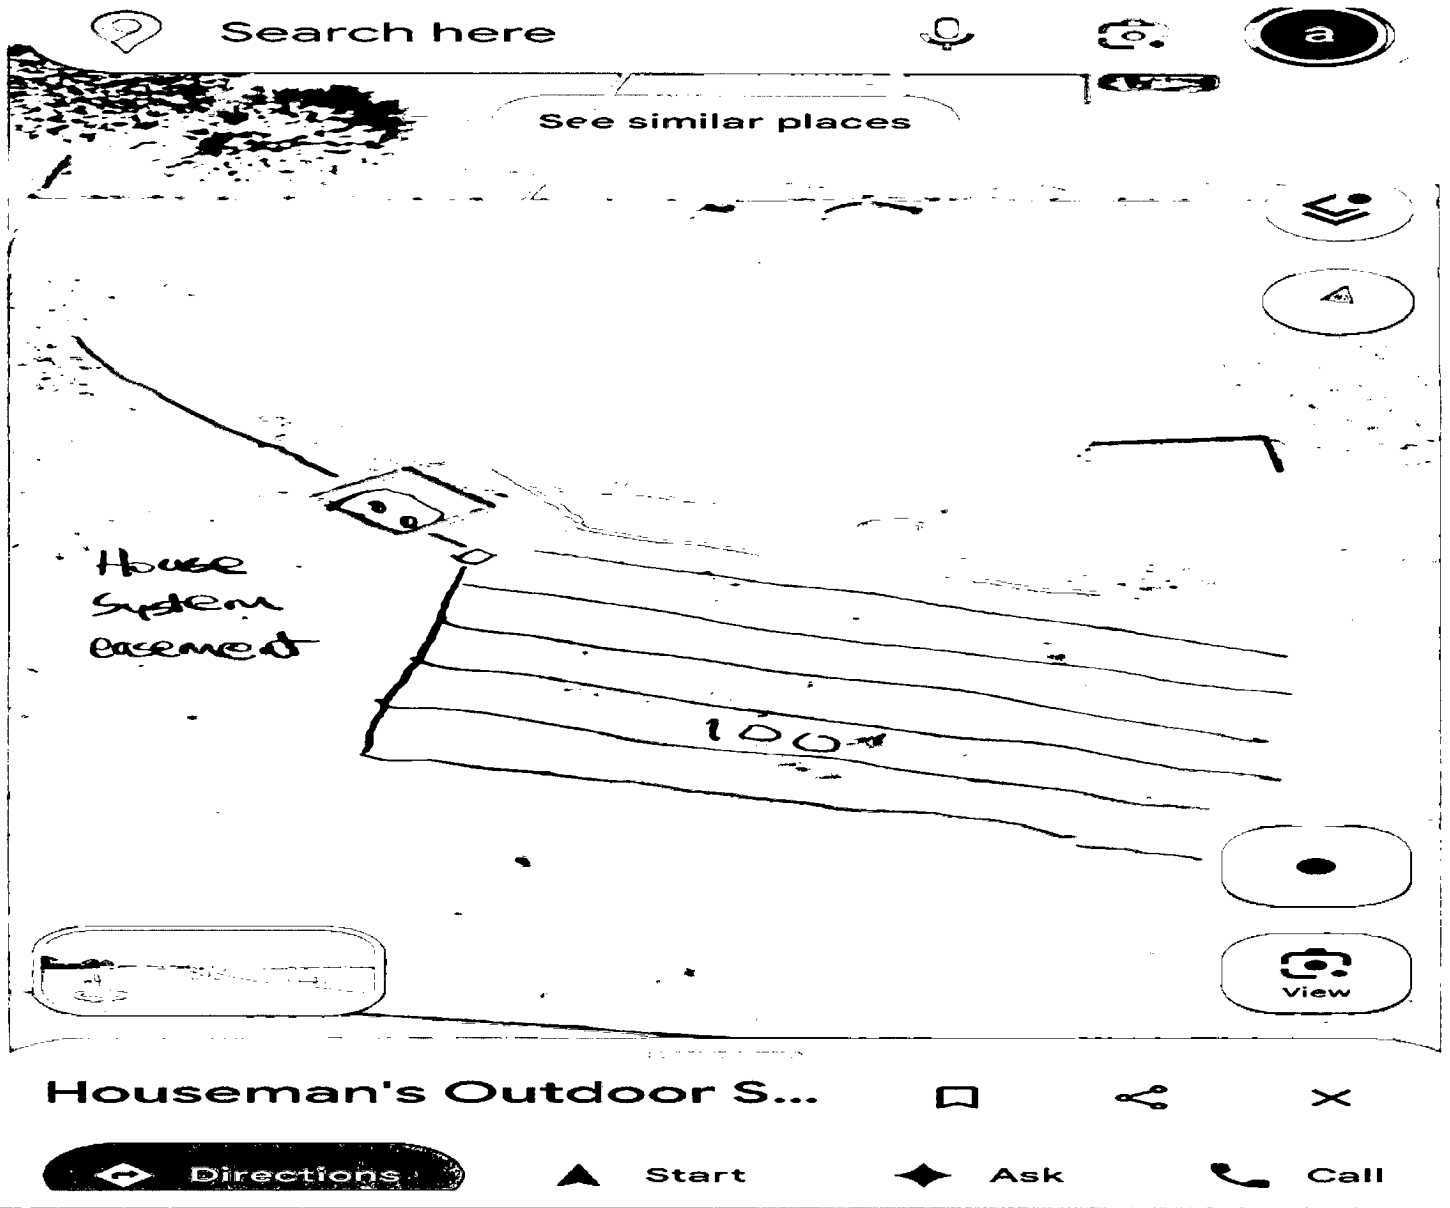 Search here
a
See similar places
House
System
easement
100
View
Houseman's Outdoor S...
Directions
Start
Ask
Call